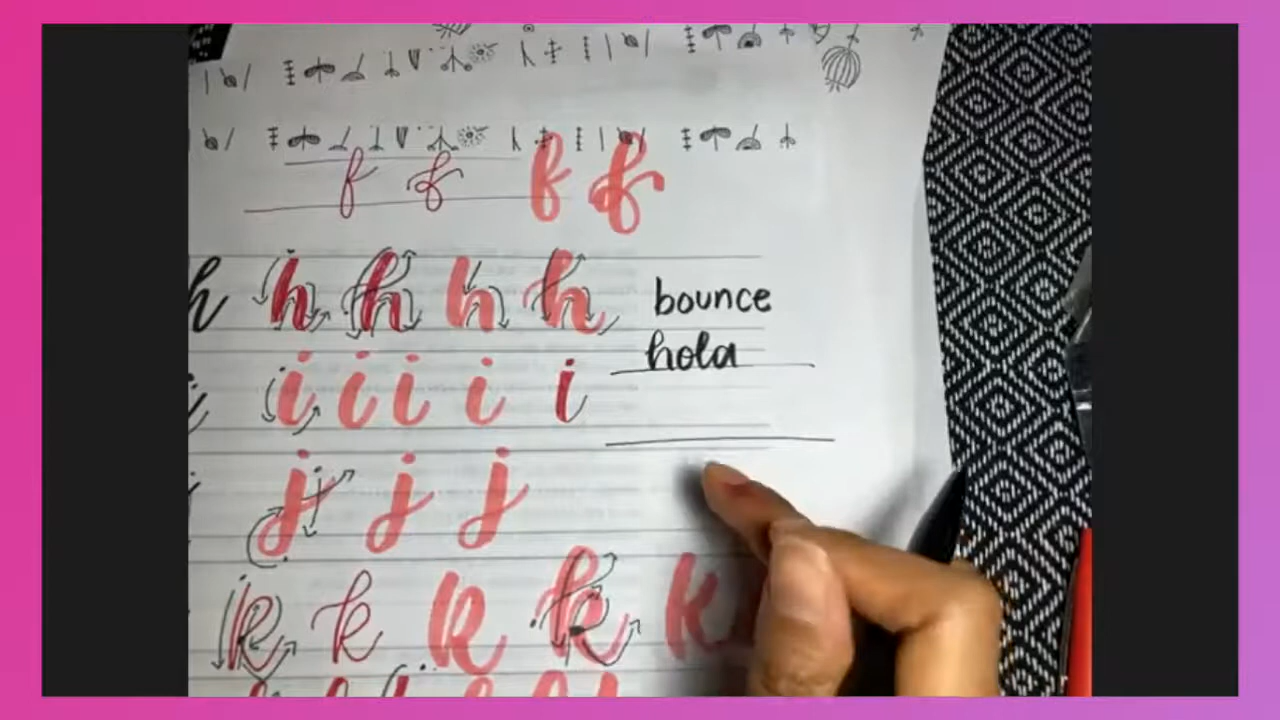 f f f f
h h h h h bounce
hola
i i i i i i
j j j
k k k k k